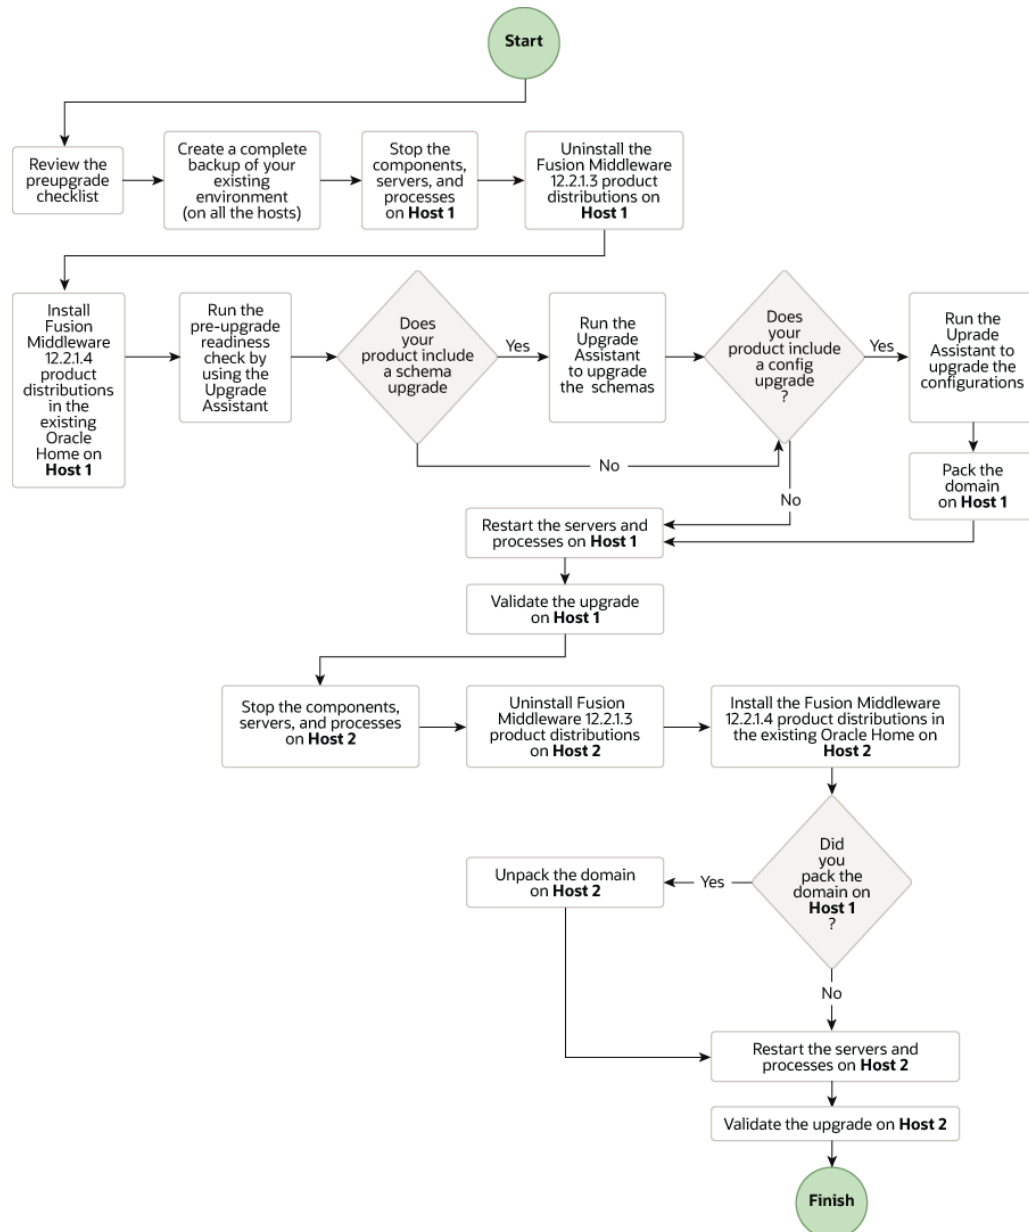 Start
Review the
preupgrade
checklist
Create a complete
backup of your
existing
environment
(on all the hosts)
Stop the
components,
servers, and
processes
on Host 1
Uninstall the
Fusion Middleware
12.2.1.3 product
distributions on
Host 1
Install
Fusion
Middleware
12.2.1.4
product
distributions
in the
existing
Oracle
Home on
Host 1
Run the
pre-upgrade
readiness
check by
using the
Upgrade
Assistant
Does
your
product include
a schema
upgrade
Yes
Run the
Upgrade
Assistant
to upgrade
the schemas
Does
your
product include
a config
upgrade
?
Yes
Run the
Uprade
Assistant to
upgrade the
configurations
No
Pack the
domain
on Host 1
No
Restart the servers and
processes on Host 1
Validate the upgrade
on Host 1
Stop the components,
servers, and processes
on Host 2
Uninstall Fusion
Middleware 12.2.1.3
product distributions
on Host 2
Install the Fusion Middleware
12.2.1.4 product distributions in
the existing Oracle Home on
Host 2
Did
you
pack the
domain on
Host 1
?
Yes
Unpack the domain
on Host 2
No
Restart the servers and
processes on Host 2
Validate the upgrade on Host 2
Finish